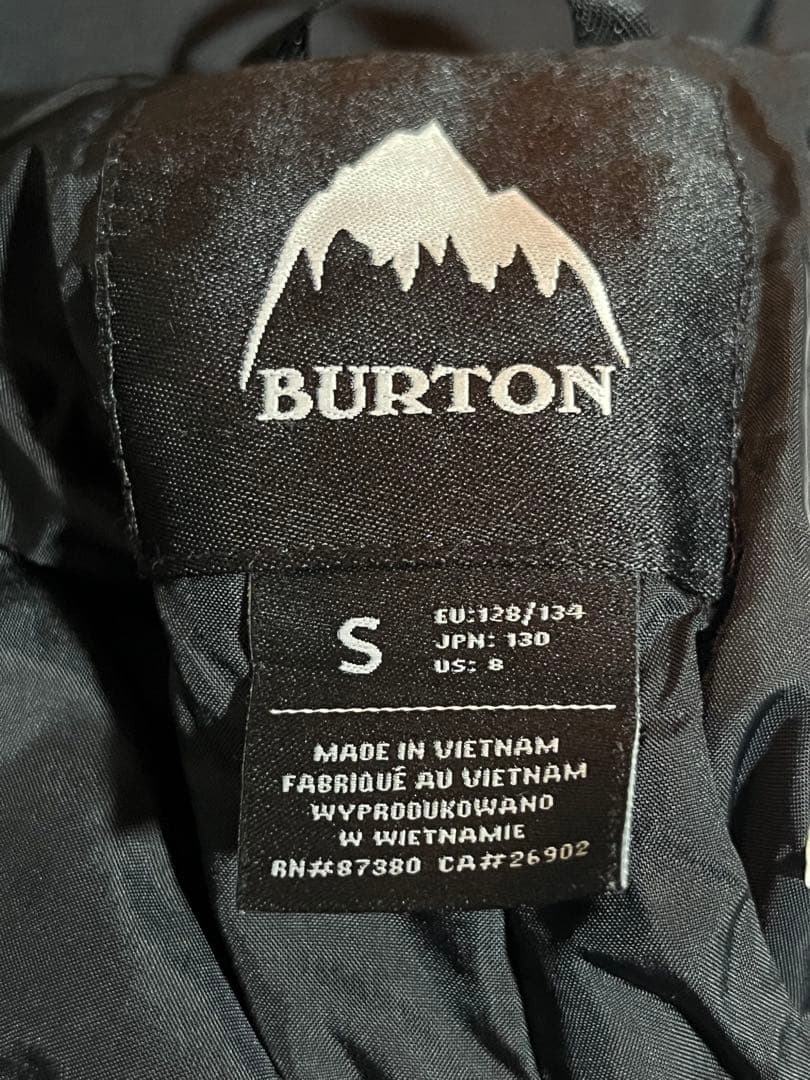 BURTON
S
EU:128/134
JPN: 130
US: 8
MADE IN VIETNAM
FABRIQUÉ AU VIETNAM
WYPRODUKOWANO
W WIETNAMIE
RN#87380 CA#26902